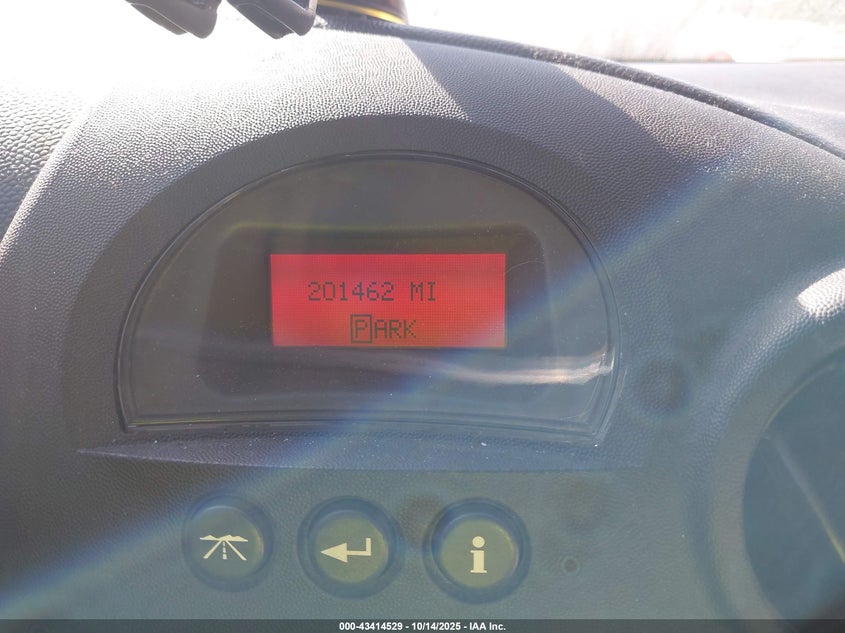 201462 MI
PARK
i
000-43414529 - 10/14/2025 - IAA Inc.